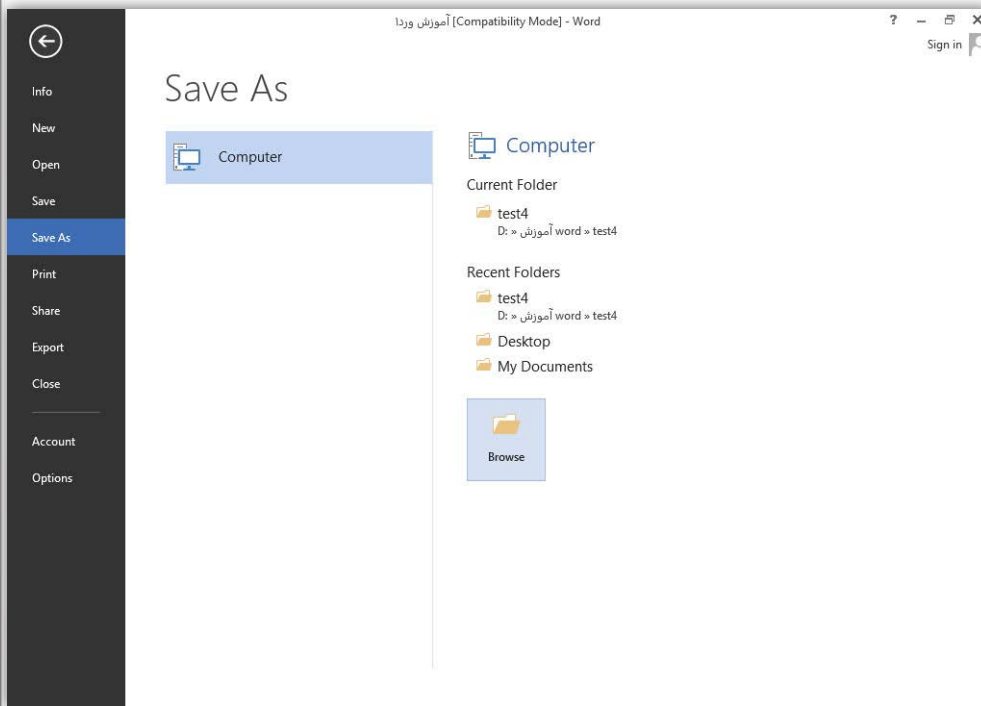 آموزش ورد۱ [Compatibility Mode] - Word
?
Sign in
Info
New
Open
Save
Save As
Print
Share
Export
Close
Account
Options
Save As
Computer
Computer
Current Folder
test4
D: » آموزش word » test4
Recent Folders
test4
D: » آموزش word » test4
Desktop
My Documents
Browse